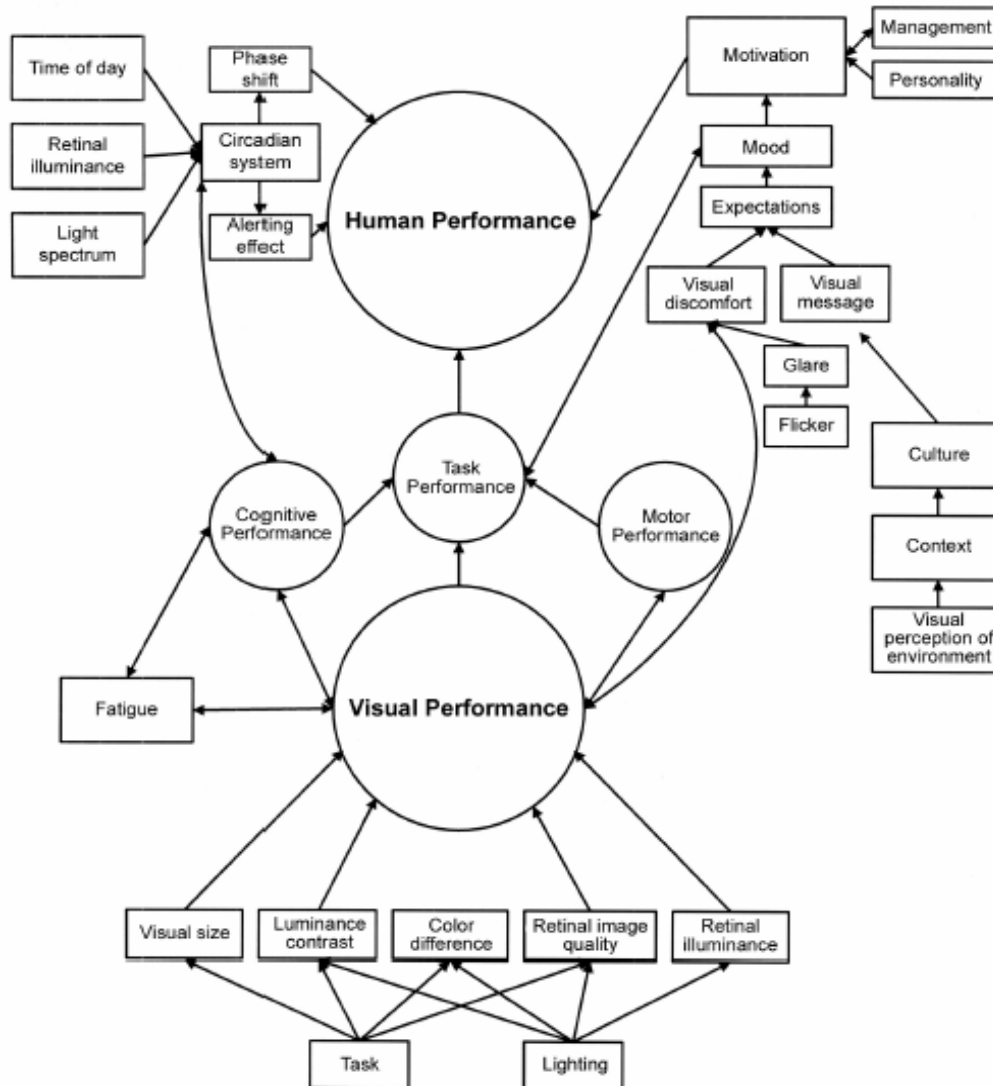 Time of day
Retinal
illuminance
Light
spectrum
Phase
shift
Circadian
system
Alerting
effect
Human Performance
Motivation
Management
Personality
Mood
Expectations
Visual
discomfort
Visual
message
Glare
Flicker
Culture
Context
Visual
perception of
environment
Task
Performance
Cognitive
Performance
Motor
Performance
Fatigue
Visual Performance
Visual size
Luminance
contrast
Color
difference
Retinal image
quality
Retinal
illuminance
Task
Lighting